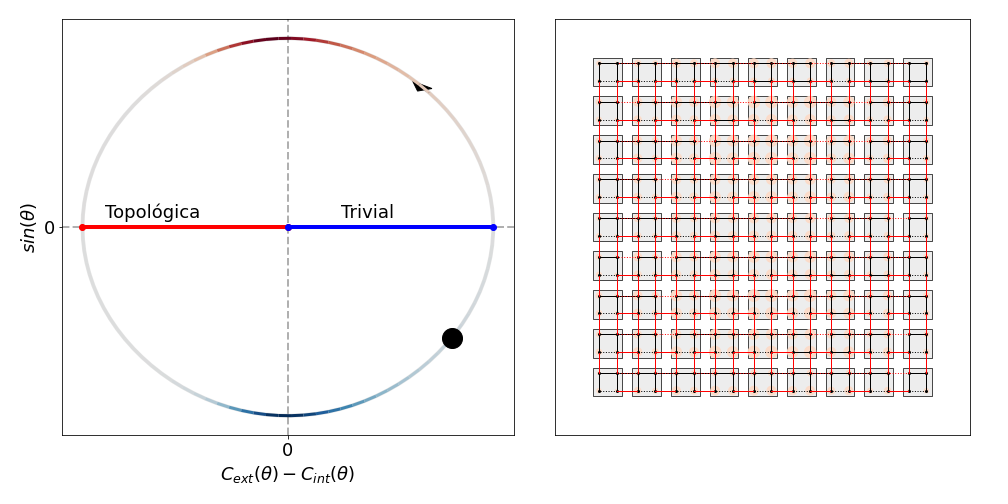 Topológica
Trivial
sin(θ)
0
0
C_ext(θ) − C_int(θ)